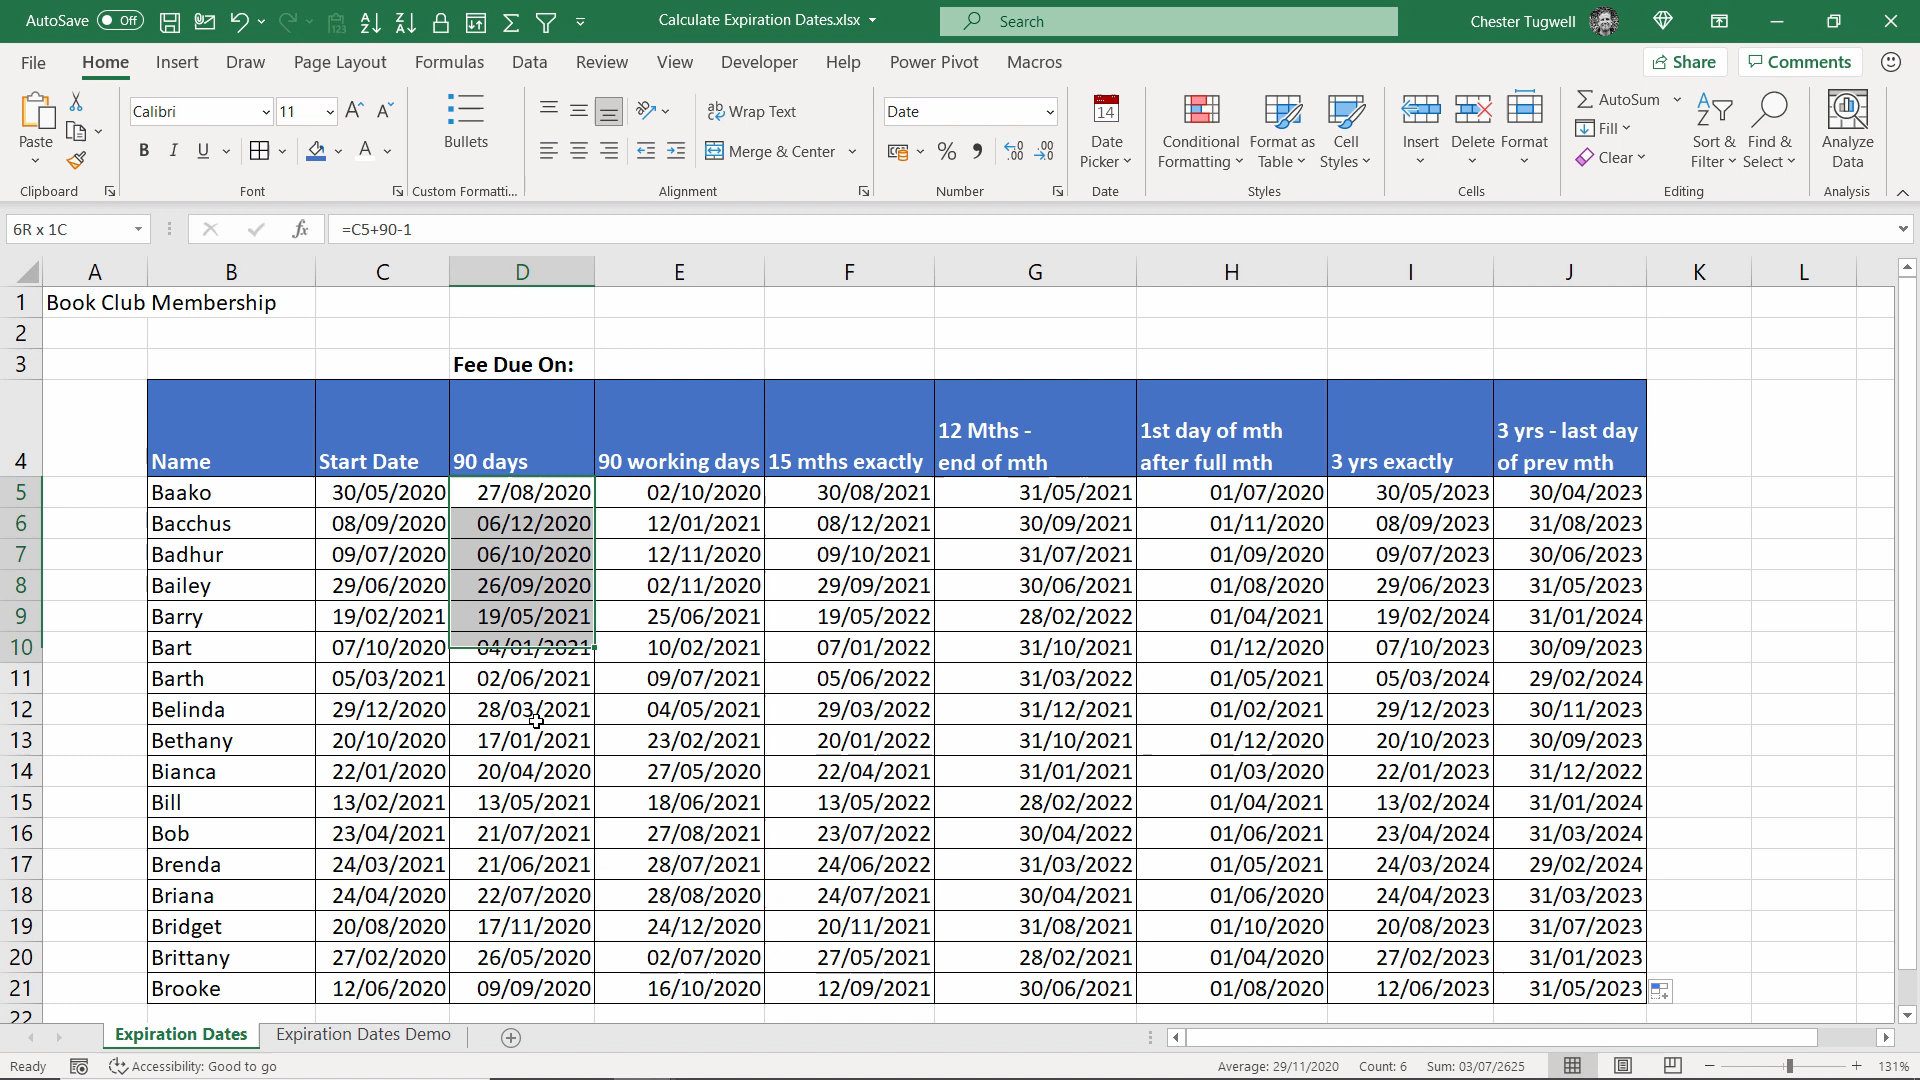 AutoSave Off Calculate Expiration Dates.xlsx Search Chester Tugwell
File Home Insert Draw Page Layout Formulas Data Review View Developer Help Power Pivot Macros Share Comments
Paste
Calibri 11
B I U
Bullets
Wrap Text
Merge & Center
Date
Date Picker
Conditional Formatting
Format as Table
Cell Styles
Insert Delete Format
AutoSum
Fill
Clear
Sort & Filter
Find & Select
Analyze Data
Clipboard Font Custom Formatti... Alignment Number Date Styles Cells Editing Analysis
6R x 1C fx =C5+90-1
A B C D E F G H I J K L
1 Book Club Membership
2
3 Fee Due On:
4 Name Start Date 90 days 90 working days 15 mths exactly 12 Mths - end of mth 1st day of mth after full mth 3 yrs exactly 3 yrs - last day of prev mth
5 Baako 30/05/2020 27/08/2020 02/10/2020 30/08/2021 31/05/2021 01/07/2020 30/05/2023 30/04/2023
6 Bacchus 08/09/2020 06/12/2020 12/01/2021 08/12/2021 30/09/2021 01/11/2020 08/09/2023 31/08/2023
7 Badhur 09/07/2020 06/10/2020 12/11/2020 09/10/2021 31/07/2021 01/09/2020 09/07/2023 30/06/2023
8 Bailey 29/06/2020 26/09/2020 02/11/2020 29/09/2021 30/06/2021 01/08/2020 29/06/2023 31/05/2023
9 Barry 19/02/2021 19/05/2021 25/06/2021 19/05/2022 28/02/2022 01/04/2021 19/02/2024 31/01/2024
10 Bart 07/10/2020 04/01/2021 10/02/2021 07/01/2022 31/10/2021 01/12/2020 07/10/2023 30/09/2023
11 Barth 05/03/2021 02/06/2021 09/07/2021 05/06/2022 31/03/2022 01/05/2021 05/03/2024 29/02/2024
12 Belinda 29/12/2020 28/03/2021 04/05/2021 29/03/2022 31/12/2021 01/02/2021 29/12/2023 30/11/2023
13 Bethany 20/10/2020 17/01/2021 23/02/2021 20/01/2022 31/10/2021 01/12/2020 20/10/2023 30/09/2023
14 Bianca 22/01/2020 20/04/2020 27/05/2020 22/04/2021 31/01/2021 01/03/2020 22/01/2023 31/12/2022
15 Bill 13/02/2021 13/05/2021 18/06/2021 13/05/2022 28/02/2022 01/04/2021 13/02/2024 31/01/2024
16 Bob 23/04/2021 21/07/2021 27/08/2021 23/07/2022 30/04/2022 01/06/2021 23/04/2024 31/03/2024
17 Brenda 24/03/2021 21/06/2021 28/07/2021 24/06/2022 31/03/2022 01/05/2021 24/03/2024 29/02/2024
18 Briana 24/04/2020 22/07/2020 28/08/2020 24/07/2021 30/04/2021 01/06/2020 24/04/2023 31/03/2023
19 Bridget 20/08/2020 17/11/2020 24/12/2020 20/11/2021 31/08/2021 01/10/2020 20/08/2023 31/07/2023
20 Brittany 27/02/2020 26/05/2020 02/07/2020 27/05/2021 28/02/2021 01/04/2020 27/02/2023 31/01/2023
21 Brooke 12/06/2020 09/09/2020 16/10/2020 12/09/2021 30/06/2021 01/08/2020 12/06/2023 31/05/2023
22
Expiration Dates Expiration Dates Demo
Ready Accessibility: Good to go Average: 29/11/2020 Count: 6 Sum: 03/07/2625 131%